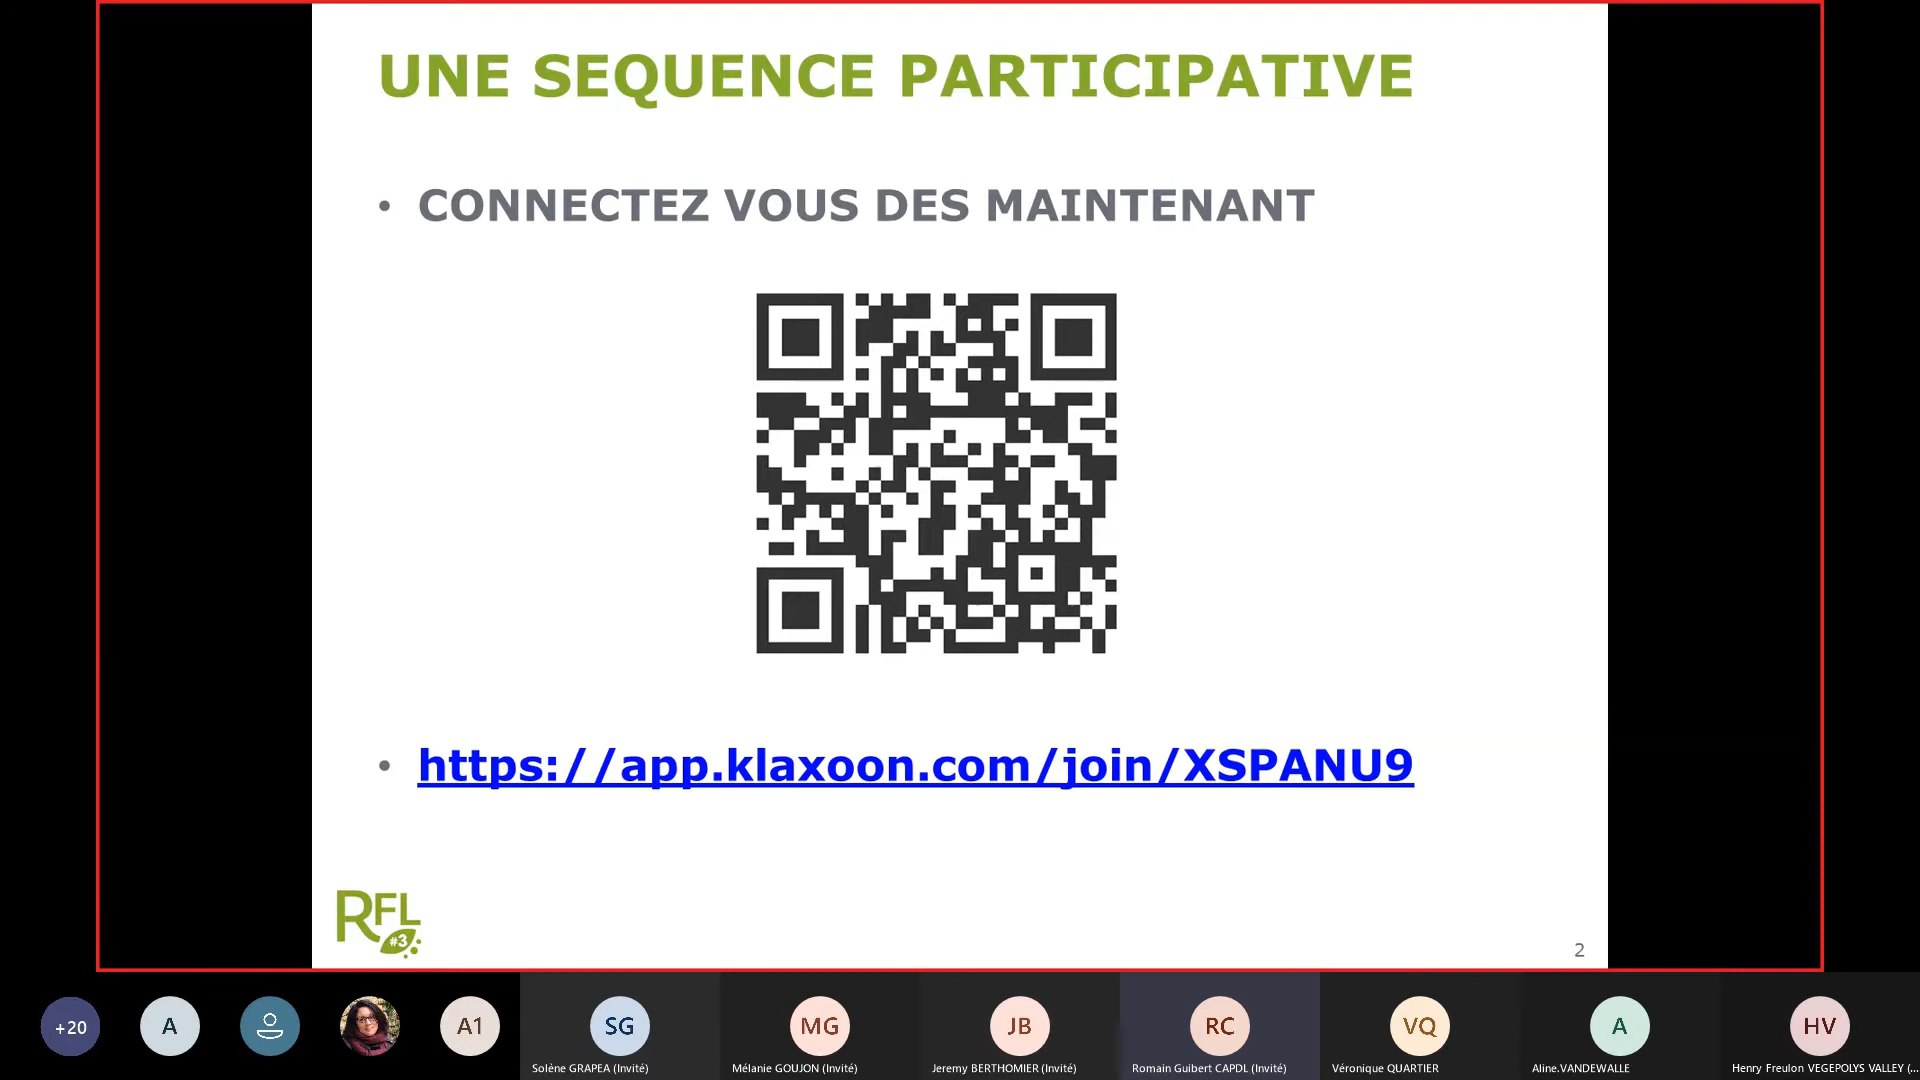 UNE SEQUENCE PARTICIPATIVE
• CONNECTEZ VOUS DES MAINTENANT
• https://app.klaxoon.com/join/XSPANU9
RFL
#3
2
+20
A
A1
SG
MG
JB
RC
VQ
A
HV
Solène GRAPEA (Invité)
Mélanie GOUJON (Invité)
Jeremy BERTHOMIER (Invité)
Romain Guibert CAPDL (Invité)
Véronique QUARTIER
Aline.VANDEWALLE
Henry Freulon VEGEPOLYS VALLEY (...